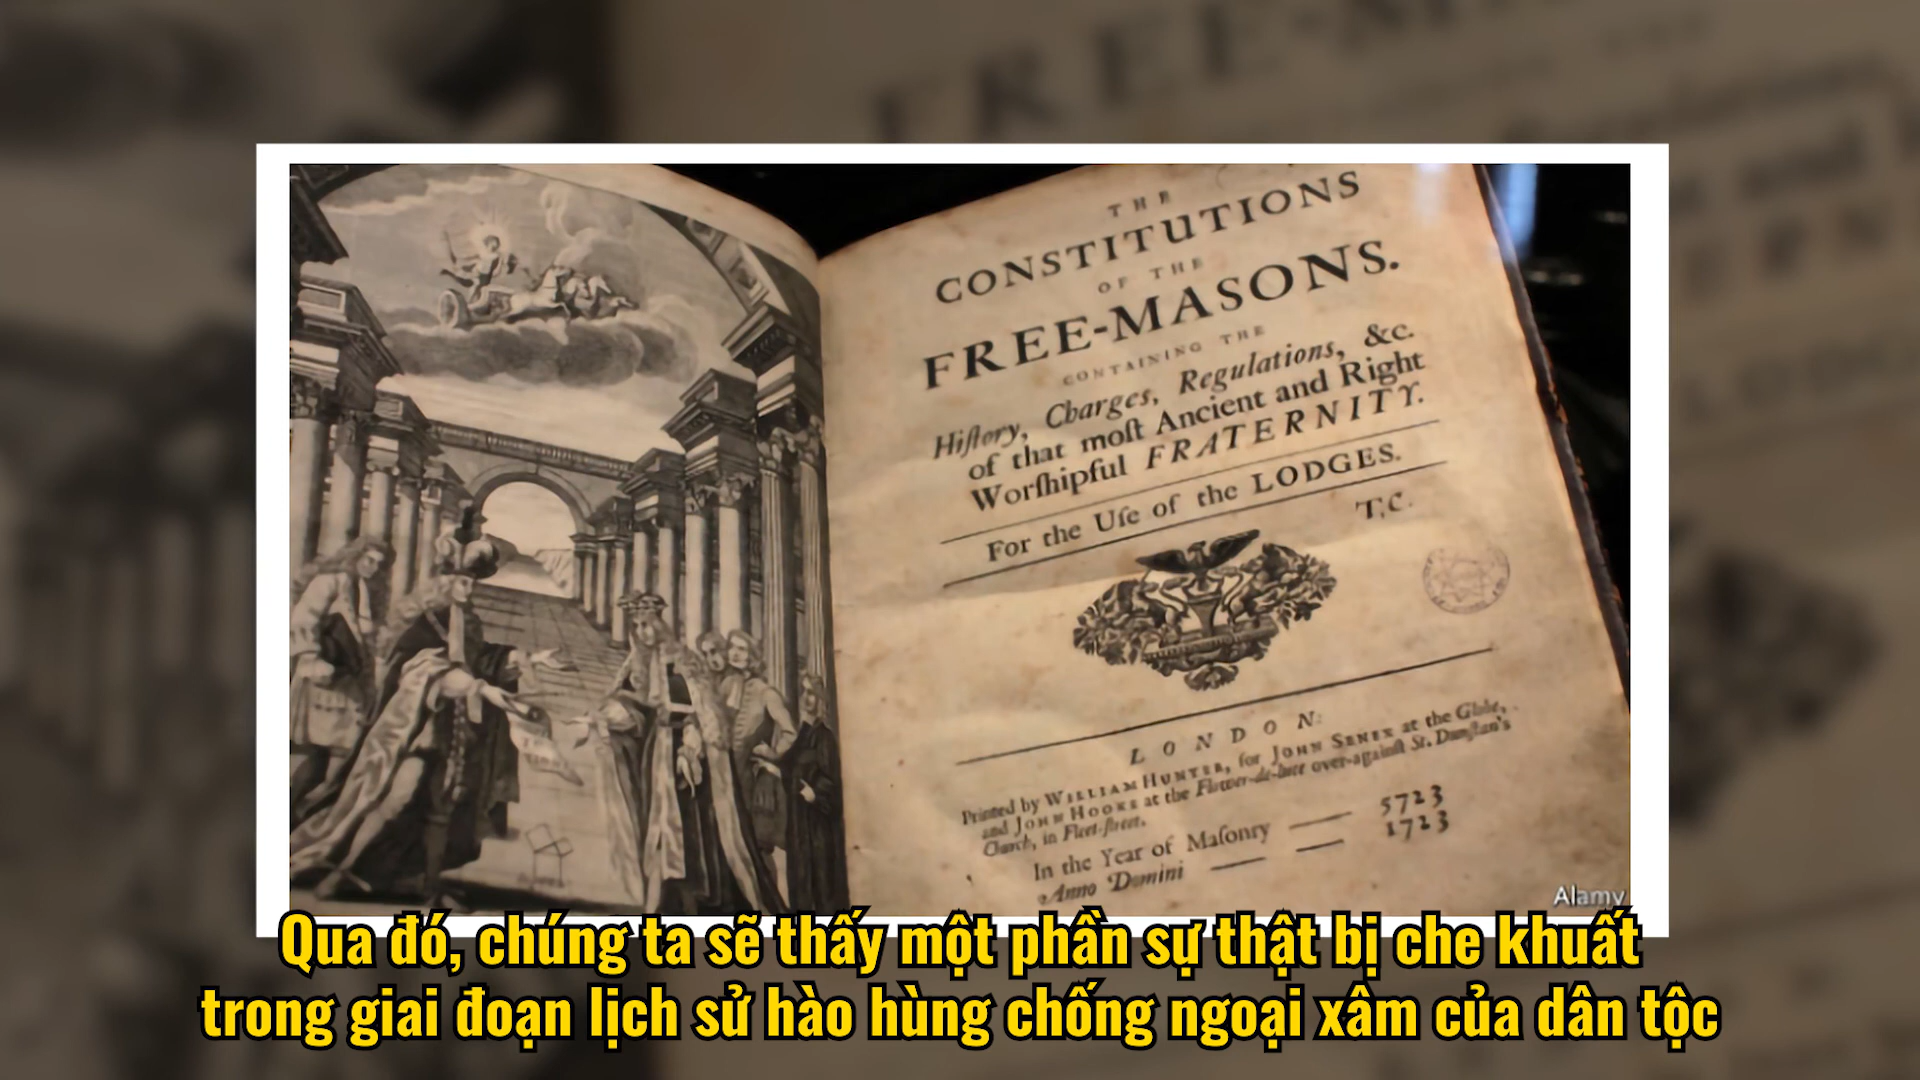 THE
CONSTITUTIONS
OF THE
FREE-MASONS.
CONTAINING THE
Hiſtory, Charges, Regulations, &c.
of that moſt Ancient and Right
Worſhipful FRATERNITY.
For the Uſe of the LODGES.
T.C.
LONDON:
Printed by WILLIAM HUNTER, for JOHN SENEX at the Globe,
and JOHN HOOKE at the Flower-de-luce over-againſt St. Dunſtan's
Church, in Fleet-ſtreet.
In the Year of Maſonry 5723
Anno Domini 1723
Alamy
Qua đó, chúng ta sẽ thấy một phần sự thật bị che khuất
trong giai đoạn lịch sử hào hùng chống ngoại xâm của dân tộc